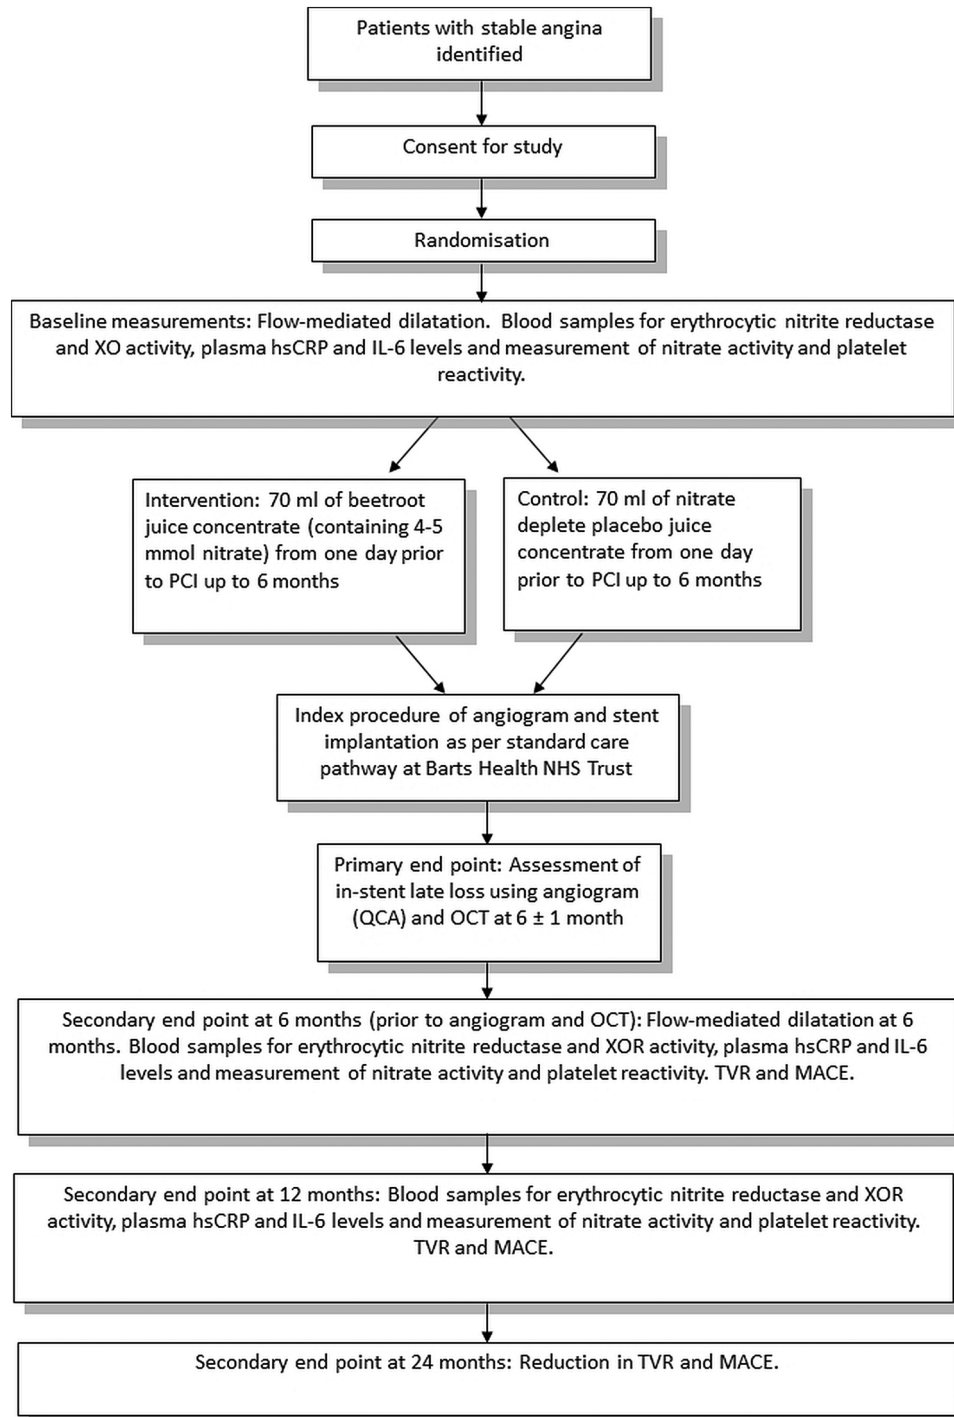 Patients with stable angina
identified
Consent for study
Randomisation
Baseline measurements: Flow-mediated dilatation. Blood samples for erythrocytic nitrite reductase
and XO activity, plasma hsCRP and IL-6 levels and measurement of nitrate activity and platelet
reactivity.
Intervention: 70 ml of beetroot
juice concentrate (containing 4-5
mmol nitrate) from one day prior
to PCI up to 6 months
Control: 70 ml of nitrate
deplete placebo juice
concentrate from one day
prior to PCI up to 6 months
Index procedure of angiogram and stent
implantation as per standard care
pathway at Barts Health NHS Trust
Primary end point: Assessment of
in-stent late loss using angiogram
(QCA) and OCT at 6 ± 1 month
Secondary end point at 6 months (prior to angiogram and OCT): Flow-mediated dilatation at 6
months. Blood samples for erythrocytic nitrite reductase and XOR activity, plasma hsCRP and IL-6
levels and measurement of nitrate activity and platelet reactivity. TVR and MACE.
Secondary end point at 12 months: Blood samples for erythrocytic nitrite reductase and XOR
activity, plasma hsCRP and IL-6 levels and measurement of nitrate activity and platelet reactivity.
TVR and MACE.
Secondary end point at 24 months: Reduction in TVR and MACE.